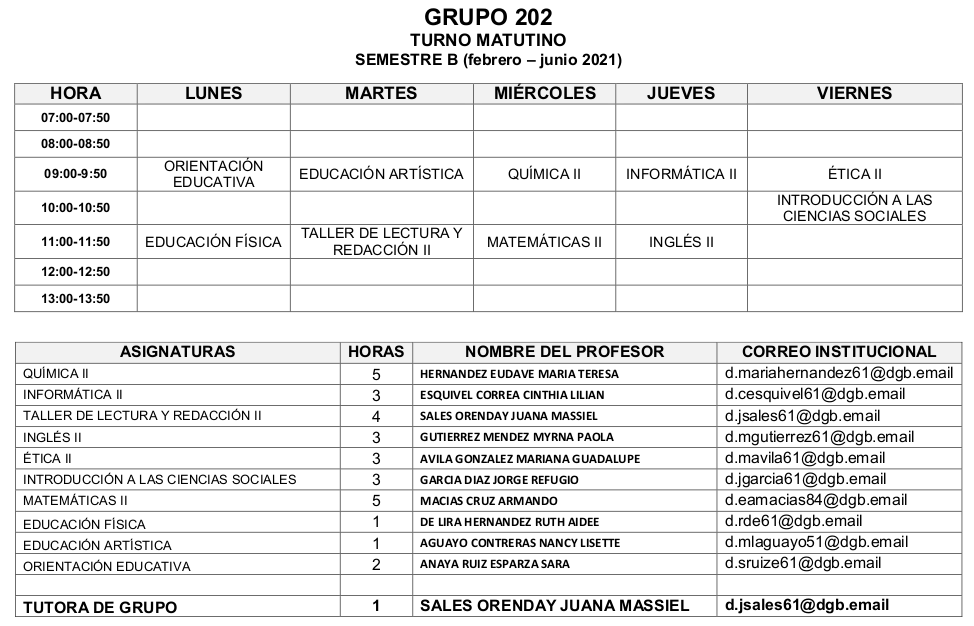 GRUPO 202
TURNO MATUTINO
SEMESTRE B (febrero – junio 2021)
HORA LUNES MARTES MIÉRCOLES JUEVES VIERNES
07:00-07:50
08:00-08:50
09:00-9:50 ORIENTACIÓN EDUCATIVA EDUCACIÓN ARTÍSTICA QUÍMICA II INFORMÁTICA II ÉTICA II
10:00-10:50 INTRODUCCIÓN A LAS CIENCIAS SOCIALES
11:00-11:50 EDUCACIÓN FÍSICA TALLER DE LECTURA Y REDACCIÓN II MATEMÁTICAS II INGLÉS II
12:00-12:50
13:00-13:50
ASIGNATURAS HORAS NOMBRE DEL PROFESOR CORREO INSTITUCIONAL
QUÍMICA II 5 HERNANDEZ EUDAVE MARIA TERESA d.mariahernandez61@dgb.email
INFORMÁTICA II 3 ESQUIVEL CORREA CINTHIA LILIAN d.cesquivel61@dgb.email
TALLER DE LECTURA Y REDACCIÓN II 4 SALES ORENDAY JUANA MASSIEL d.jsales61@dgb.email
INGLÉS II 3 GUTIERREZ MENDEZ MYRNA PAOLA d.mgutierrez61@dgb.email
ÉTICA II 3 AVILA GONZALEZ MARIANA GUADALUPE d.mavila61@dgb.email
INTRODUCCIÓN A LAS CIENCIAS SOCIALES 3 GARCIA DIAZ JORGE REFUGIO d.jgarcia61@dgb.email
MATEMÁTICAS II 5 MACIAS CRUZ ARMANDO d.eamacias84@dgb.email
EDUCACIÓN FÍSICA 1 DE LIRA HERNANDEZ RUTH AIDEE d.rde61@dgb.email
EDUCACIÓN ARTÍSTICA 1 AGUAYO CONTRERAS NANCY LISETTE d.mlaguayo51@dgb.email
ORIENTACIÓN EDUCATIVA 2 ANAYA RUIZ ESPARZA SARA d.sruize61@dgb.email
TUTORA DE GRUPO 1 SALES ORENDAY JUANA MASSIEL d.jsales61@dgb.email